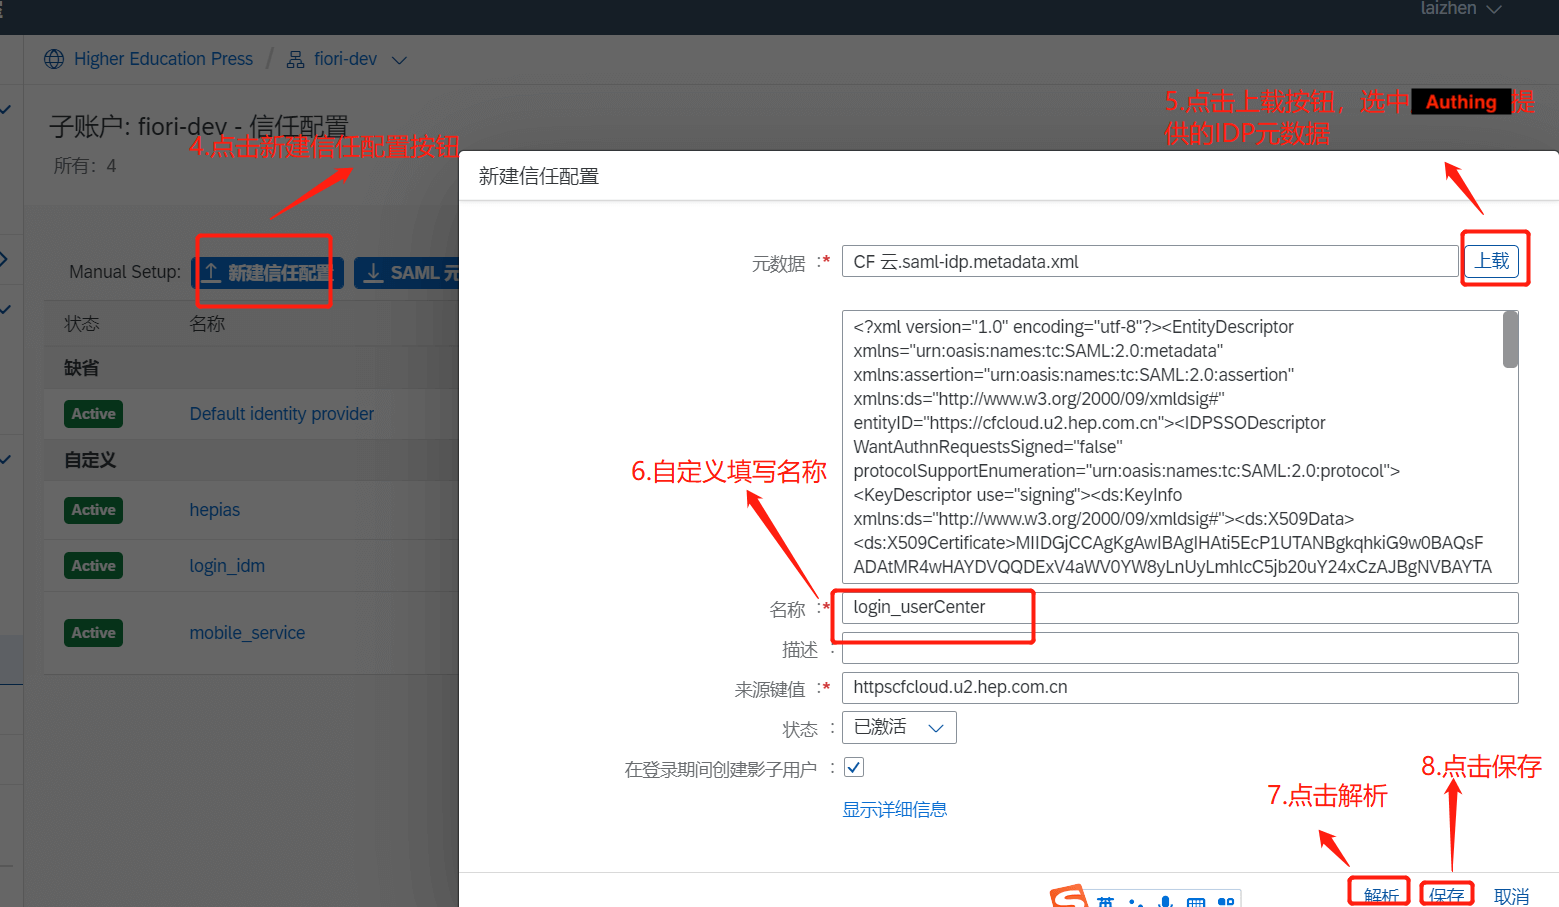 laizhen
Higher Education Press / fiori-dev
5.点击上载按钮，选中 Authing 提
供的IDP元数据
子账户: fiori-dev - 信任配置
4.点击新建信任配置按钮
所有：4
新建信任配置
Manual Setup: 新建信任配置 SAML 元
元数据 :* CF 云.saml-idp.metadata.xml 上载
状态 名称
缺省
Active Default identity provider
自定义
Active hepias
Active login_idm
Active mobile_service
<?xml version="1.0" encoding="utf-8"?><EntityDescriptor
xmlns="urn:oasis:names:tc:SAML:2.0:metadata"
xmlns:assertion="urn:oasis:names:tc:SAML:2.0:assertion"
xmlns:ds="http://www.w3.org/2000/09/xmldsig#"
entityID="https://cfcloud.u2.hep.com.cn"><IDPSSODescriptor
WantAuthnRequestsSigned="false"
protocolSupportEnumeration="urn:oasis:names:tc:SAML:2.0:protocol">
<KeyDescriptor use="signing"><ds:KeyInfo
xmlns:ds="http://www.w3.org/2000/09/xmldsig#"><ds:X509Data>
<ds:X509Certificate>MIIDGjCCAgKgAwIBAgIHAti5EcP1UTANBgkqhkiG9w0BAQsF
ADAtMR4wHAYDVQQDExV4aWV0YW8yLnUyLmhlcC5jb20uY24xCzAJBgNVBAYTA
6.自定义填写名称
名称 :* login_userCenter
描述 :
来源键值 :* httpscfcloud.u2.hep.com.cn
状态 : 已激活
在登录期间创建影子用户 :
显示详细信息
7.点击解析
8.点击保存
英
解析 保存 取消